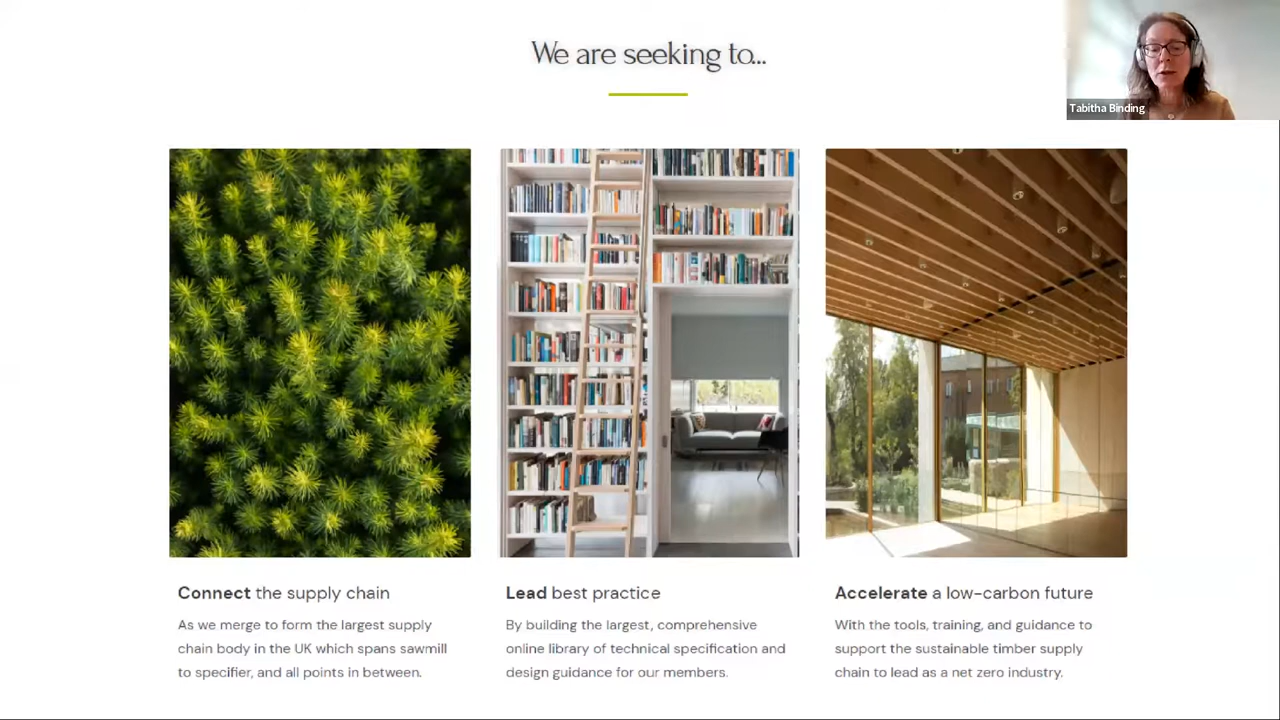 We are seeking to...
Tabitha Binding
Connect the supply chain
As we merge to form the largest supply
chain body in the UK which spans sawmill
to specifier, and all points in between.
Lead best practice
By building the largest, comprehensive
online library of technical specification and
design guidance for our members.
Accelerate a low-carbon future
With the tools, training, and guidance to
support the sustainable timber supply
chain to lead as a net zero industry.